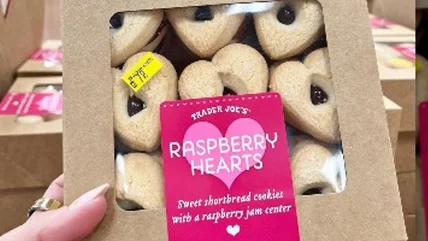 TRADER JOE'S
RASPBERRY
HEARTS
Sweet shortbread cookies
with a raspberry jam center